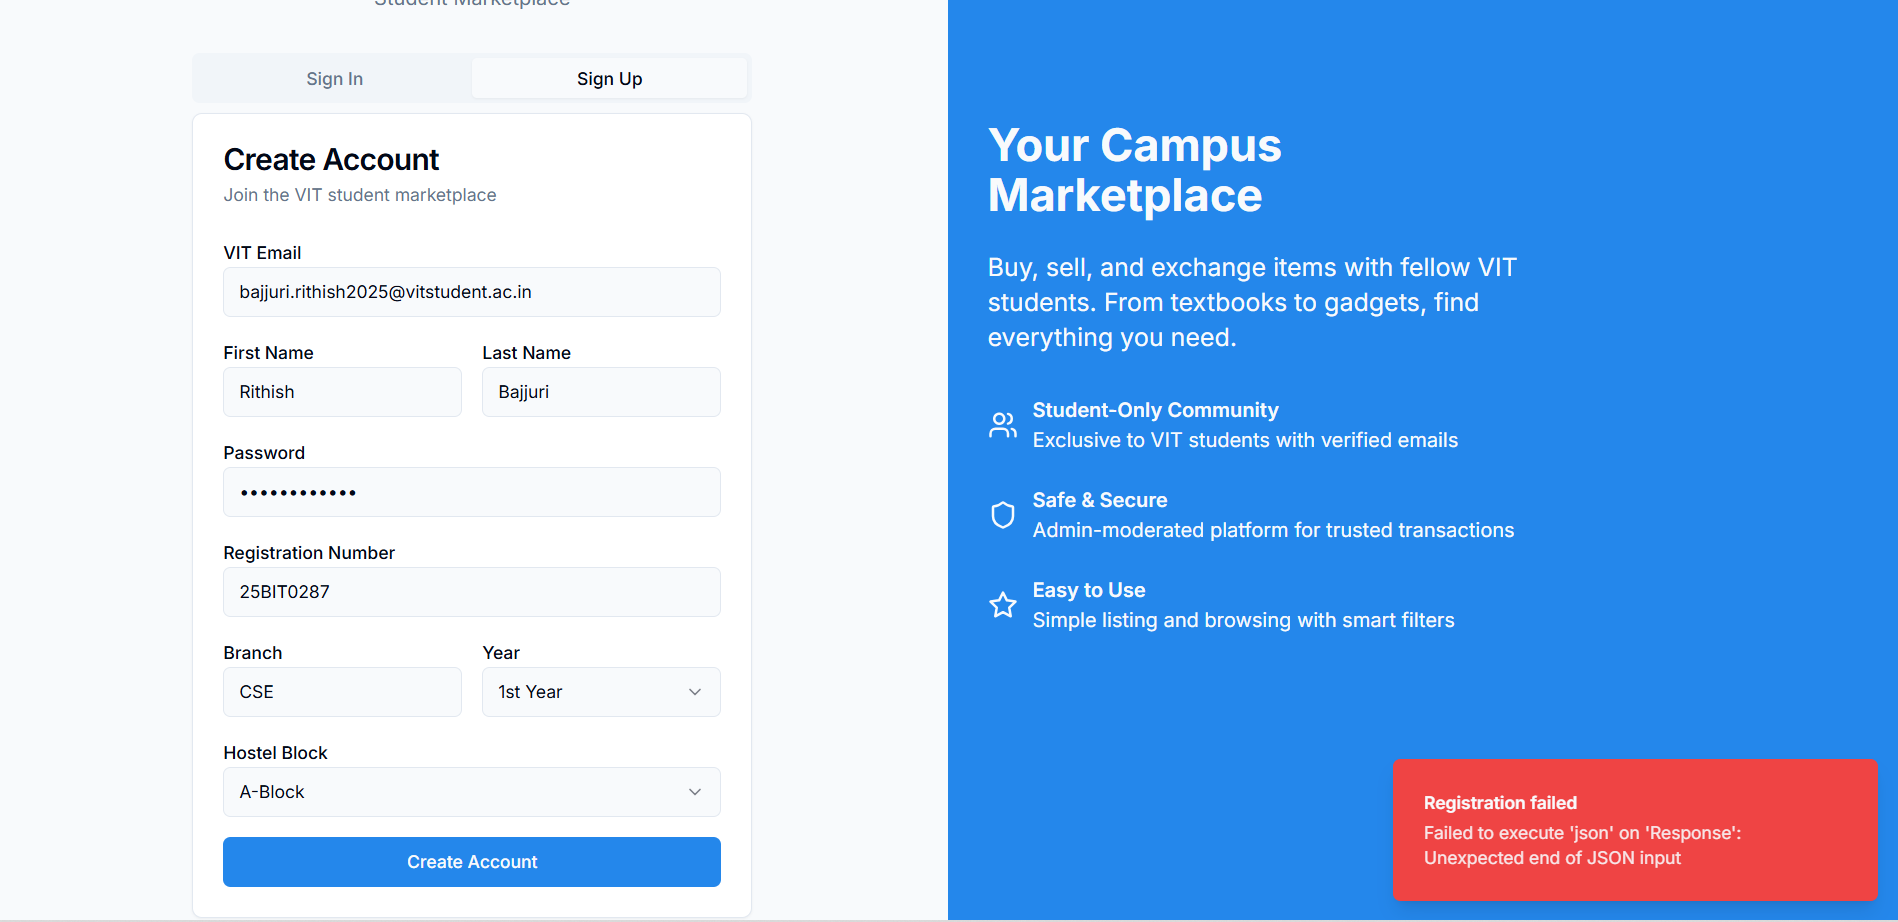 Student Marketplace
Sign In
Sign Up
Create Account
Join the VIT student marketplace
VIT Email
bajjuri.rithish2025@vitstudent.ac.in
First Name
Last Name
Rithish
Bajjuri
Password
••••••••••••
Registration Number
25BIT0287
Branch
Year
CSE
1st Year
Hostel Block
A-Block
Create Account
Your Campus
Marketplace
Buy, sell, and exchange items with fellow VIT
students. From textbooks to gadgets, find
everything you need.
Student-Only Community
Exclusive to VIT students with verified emails
Safe & Secure
Admin-moderated platform for trusted transactions
Easy to Use
Simple listing and browsing with smart filters
Registration failed
Failed to execute 'json' on 'Response':
Unexpected end of JSON input